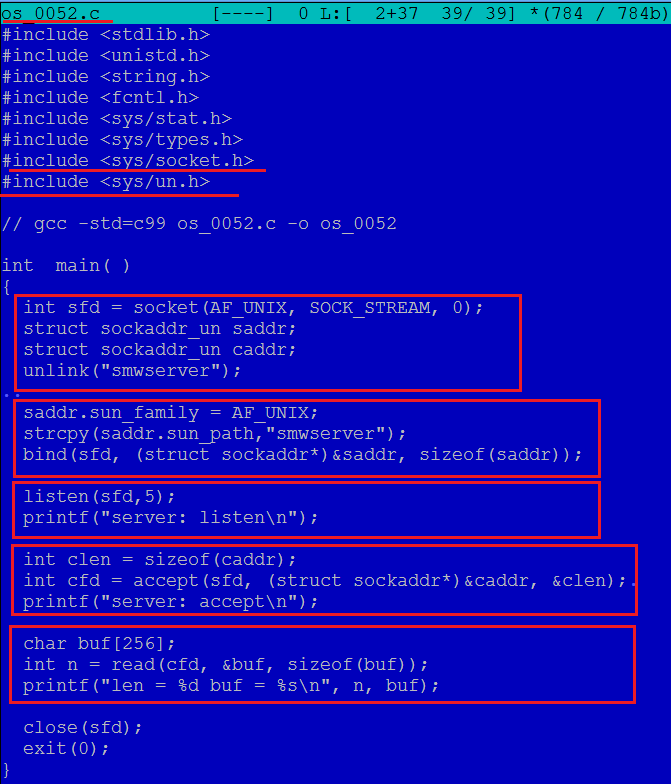 os_0052.c [----] 0 L:[ 2+37 39/ 39] *(784 / 784b)
#include <stdlib.h>
#include <unistd.h>
#include <string.h>
#include <fcntl.h>
#include <sys/stat.h>
#include <sys/types.h>
#include <sys/socket.h>
#include <sys/un.h>
// gcc -std=c99 os_0052.c -o os_0052
int main( )
{
int sfd = socket(AF_UNIX, SOCK_STREAM, 0);
struct sockaddr_un saddr;
struct sockaddr_un caddr;
unlink("smwserver");
..
saddr.sun_family = AF_UNIX;
strcpy(saddr.sun_path,"smwserver");
bind(sfd, (struct sockaddr*)&saddr, sizeof(saddr));
listen(sfd,5);
printf("server: listen\n");
int clen = sizeof(caddr);
int cfd = accept(sfd, (struct sockaddr*)&caddr, &clen);.
printf("server: accept\n");
char buf[256];
int n = read(cfd, &buf, sizeof(buf));
printf("len = %d buf = %s\n", n, buf);
close(sfd);
exit(0);
}